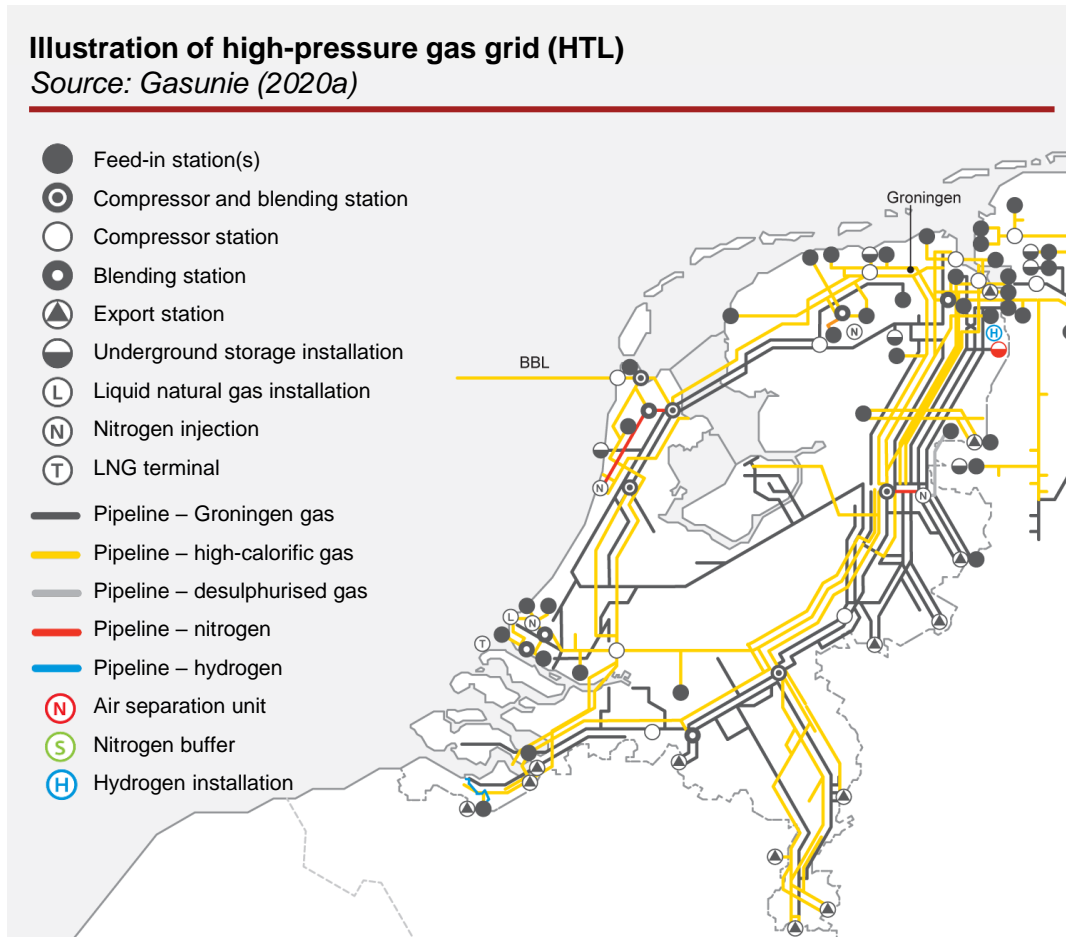 Illustration of high-pressure gas grid (HTL)
Source: Gasunie (2020a)
Feed-in station(s)
Compressor and blending station
Compressor station
Blending station
Export station
Underground storage installation
L Liquid natural gas installation
N Nitrogen injection
T LNG terminal
Pipeline – Groningen gas
Pipeline – high-calorific gas
Pipeline – desulphurised gas
Pipeline – nitrogen
Pipeline – hydrogen
N Air separation unit
S Nitrogen buffer
H Hydrogen installation
Groningen
N
H
BBL
N
N
L
N
T